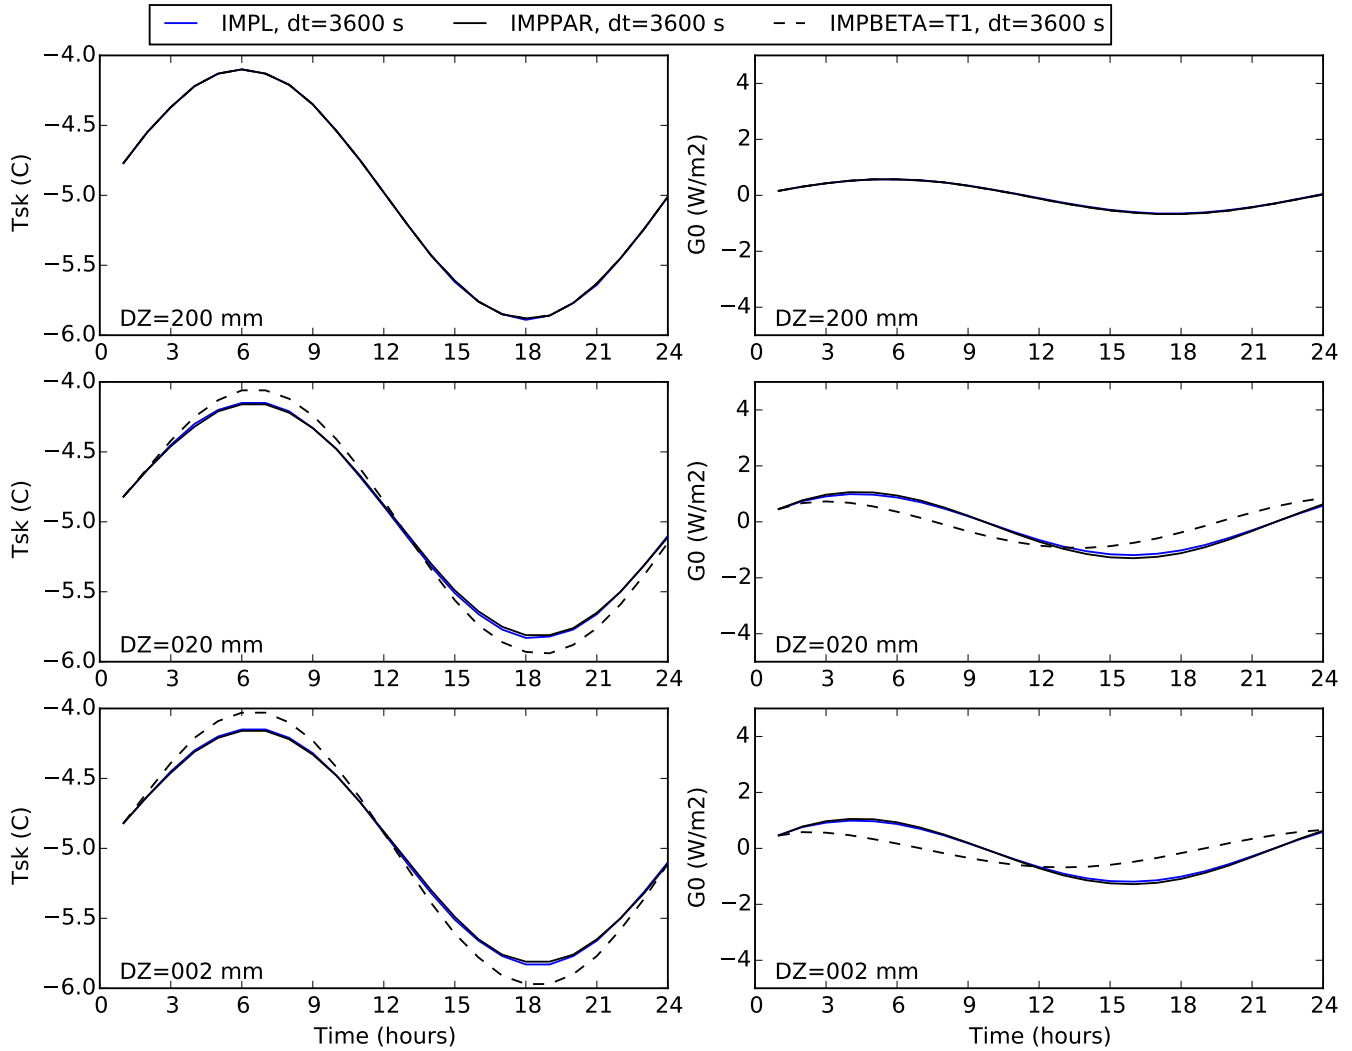 IMPL, dt=3600 s IMPPAR, dt=3600 s IMPBETA=T1, dt=3600 s
−4.0
−4.5
−5.0
−5.5
−6.0
Tsk (C)
DZ=200 mm
0 3 6 9 12 15 18 21 24
4
2
0
−2
−4
G0 (W/m2)
DZ=200 mm
0 3 6 9 12 15 18 21 24
−4.0
−4.5
−5.0
−5.5
−6.0
Tsk (C)
DZ=020 mm
0 3 6 9 12 15 18 21 24
4
2
0
−2
−4
G0 (W/m2)
DZ=020 mm
0 3 6 9 12 15 18 21 24
−4.0
−4.5
−5.0
−5.5
−6.0
Tsk (C)
DZ=002 mm
0 3 6 9 12 15 18 21 24
Time (hours)
4
2
0
−2
−4
G0 (W/m2)
DZ=002 mm
0 3 6 9 12 15 18 21 24
Time (hours)